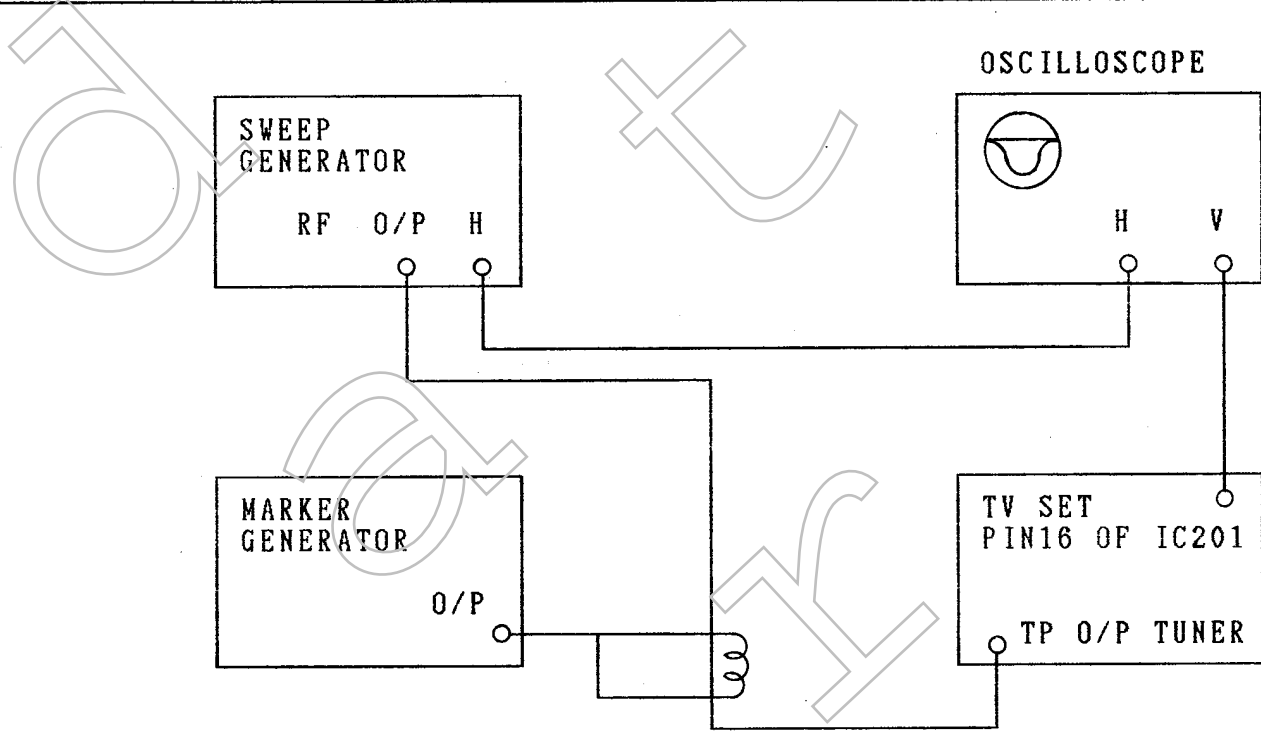 OSCILLOSCOPE
SWEEP
GENERATOR
RF O/P H
H V
MARKER
GENERATOR
O/P
TV SET
PIN16 OF IC201
TP O/P TUNER
d
a
t
r